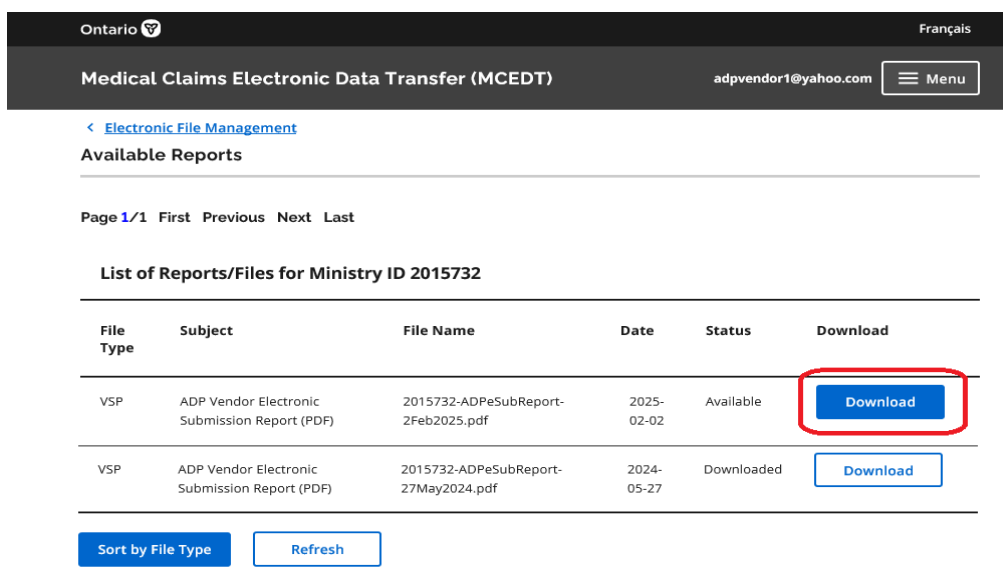 Ontario
Français
Medical Claims Electronic Data Transfer (MCEDT)
adpvendor1@yahoo.com
Menu
< Electronic File Management
Available Reports
Page 1/1 First Previous Next Last
List of Reports/Files for Ministry ID 2015732
File Type
Subject
File Name
Date
Status
Download
VSP
ADP Vendor Electronic
Submission Report (PDF)
2015732-ADPeSubReport-
2Feb2025.pdf
2025-
02-02
Available
Download
VSP
ADP Vendor Electronic
Submission Report (PDF)
2015732-ADPeSubReport-
27May2024.pdf
2024-
05-27
Downloaded
Download
Sort by File Type
Refresh